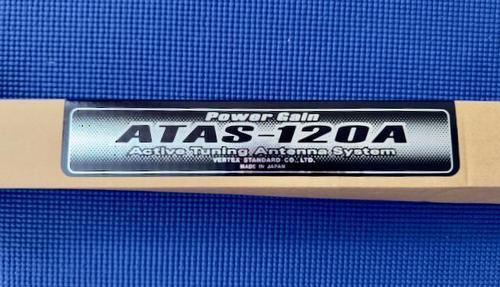 Power Gain
ATAS-120A
Active Tuning Antenna System
VERTEX STANDARD CO., LTD.
MADE IN JAPAN